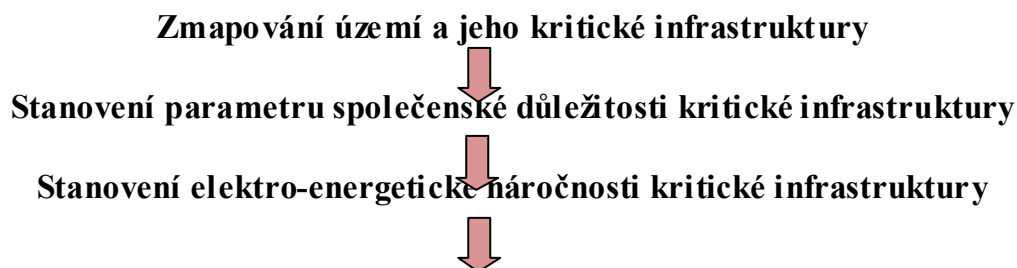 Zmapování území a jeho kritické infrastruktury
Stanovení parametru společenské důležitosti kritické infrastruktury
Stanovení elektro-energetické náročnosti kritické infrastruktury